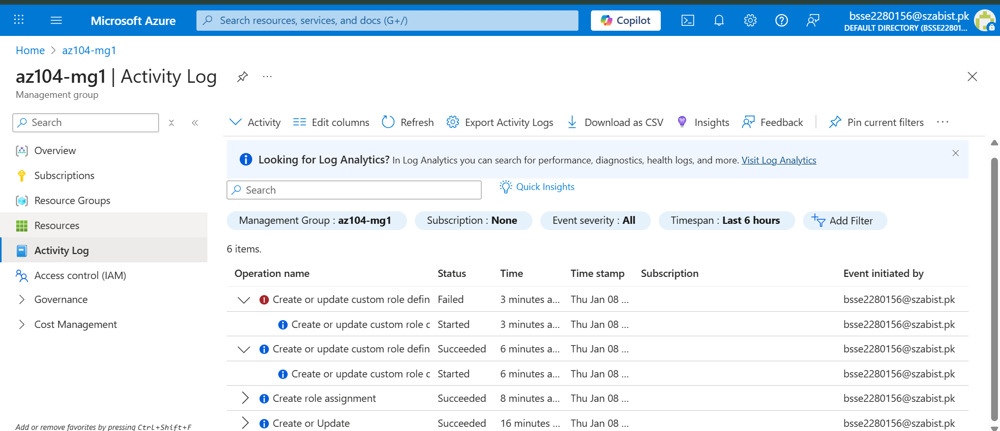 Microsoft Azure
Search resources, services, and docs (G+/)
Copilot
bsse2280156@szabist.pk
DEFAULT DIRECTORY (BSSE22801...
Home > az104-mg1
az104-mg1 | Activity Log
...
Management group
Search
Activity
Edit columns
Refresh
Export Activity Logs
Download as CSV
Insights
Feedback
Pin current filters
...
Overview
Subscriptions
Resource Groups
Resources
Activity Log
Access control (IAM)
Governance
Cost Management
Add or remove favorites by pressing Ctrl+Shift+F
Looking for Log Analytics? In Log Analytics you can search for performance, diagnostics, health logs, and more. Visit Log Analytics
Search
Quick Insights
Management Group : az104-mg1
Subscription : None
Event severity : All
Timespan : Last 6 hours
Add Filter
6 items.
Operation name Status Time Time stamp Subscription Event initiated by
Create or update custom role defin Failed 3 minutes a... Thu Jan 08 ... bsse2280156@szabist.pk
Create or update custom role c Started 3 minutes a... Thu Jan 08 ... bsse2280156@szabist.pk
Create or update custom role defin Succeeded 6 minutes a... Thu Jan 08 ... bsse2280156@szabist.pk
Create or update custom role c Started 6 minutes a... Thu Jan 08 ... bsse2280156@szabist.pk
Create role assignment Succeeded 8 minutes a... Thu Jan 08 ... bsse2280156@szabist.pk
Create or Update Succeeded 16 minutes ... Thu Jan 08 ... bsse2280156@szabist.pk